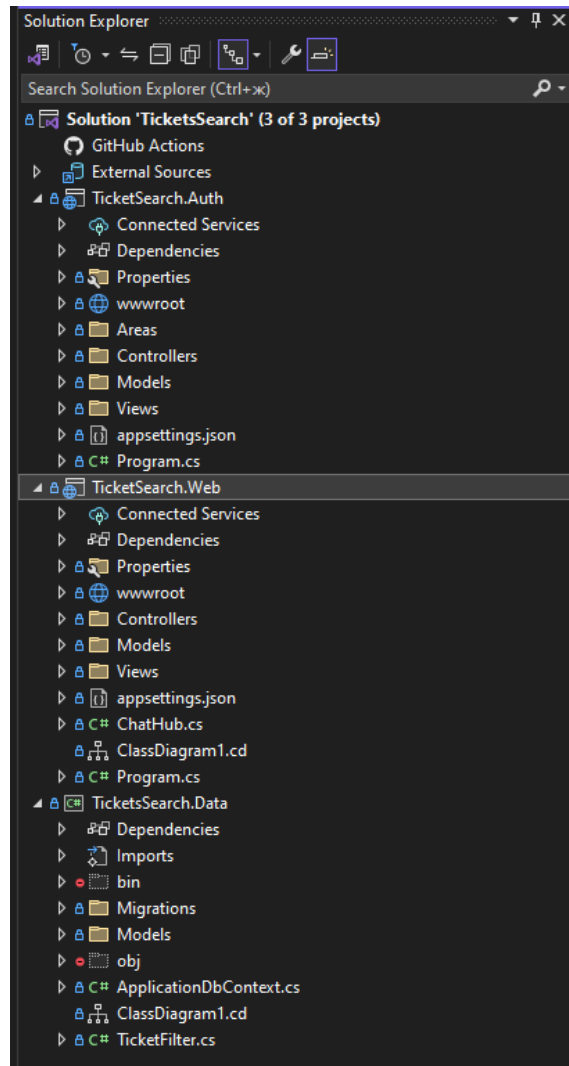 Solution Explorer
Search Solution Explorer (Ctrl+ж)
Solution 'TicketsSearch' (3 of 3 projects)
GitHub Actions
External Sources
TicketSearch.Auth
Connected Services
Dependencies
Properties
wwwroot
Areas
Controllers
Models
Views
appsettings.json
C# Program.cs
TicketSearch.Web
Connected Services
Dependencies
Properties
wwwroot
Controllers
Models
Views
appsettings.json
C# ChatHub.cs
ClassDiagram1.cd
C# Program.cs
C# TicketsSearch.Data
Dependencies
Imports
bin
Migrations
Models
obj
C# ApplicationDbContext.cs
ClassDiagram1.cd
C# TicketFilter.cs